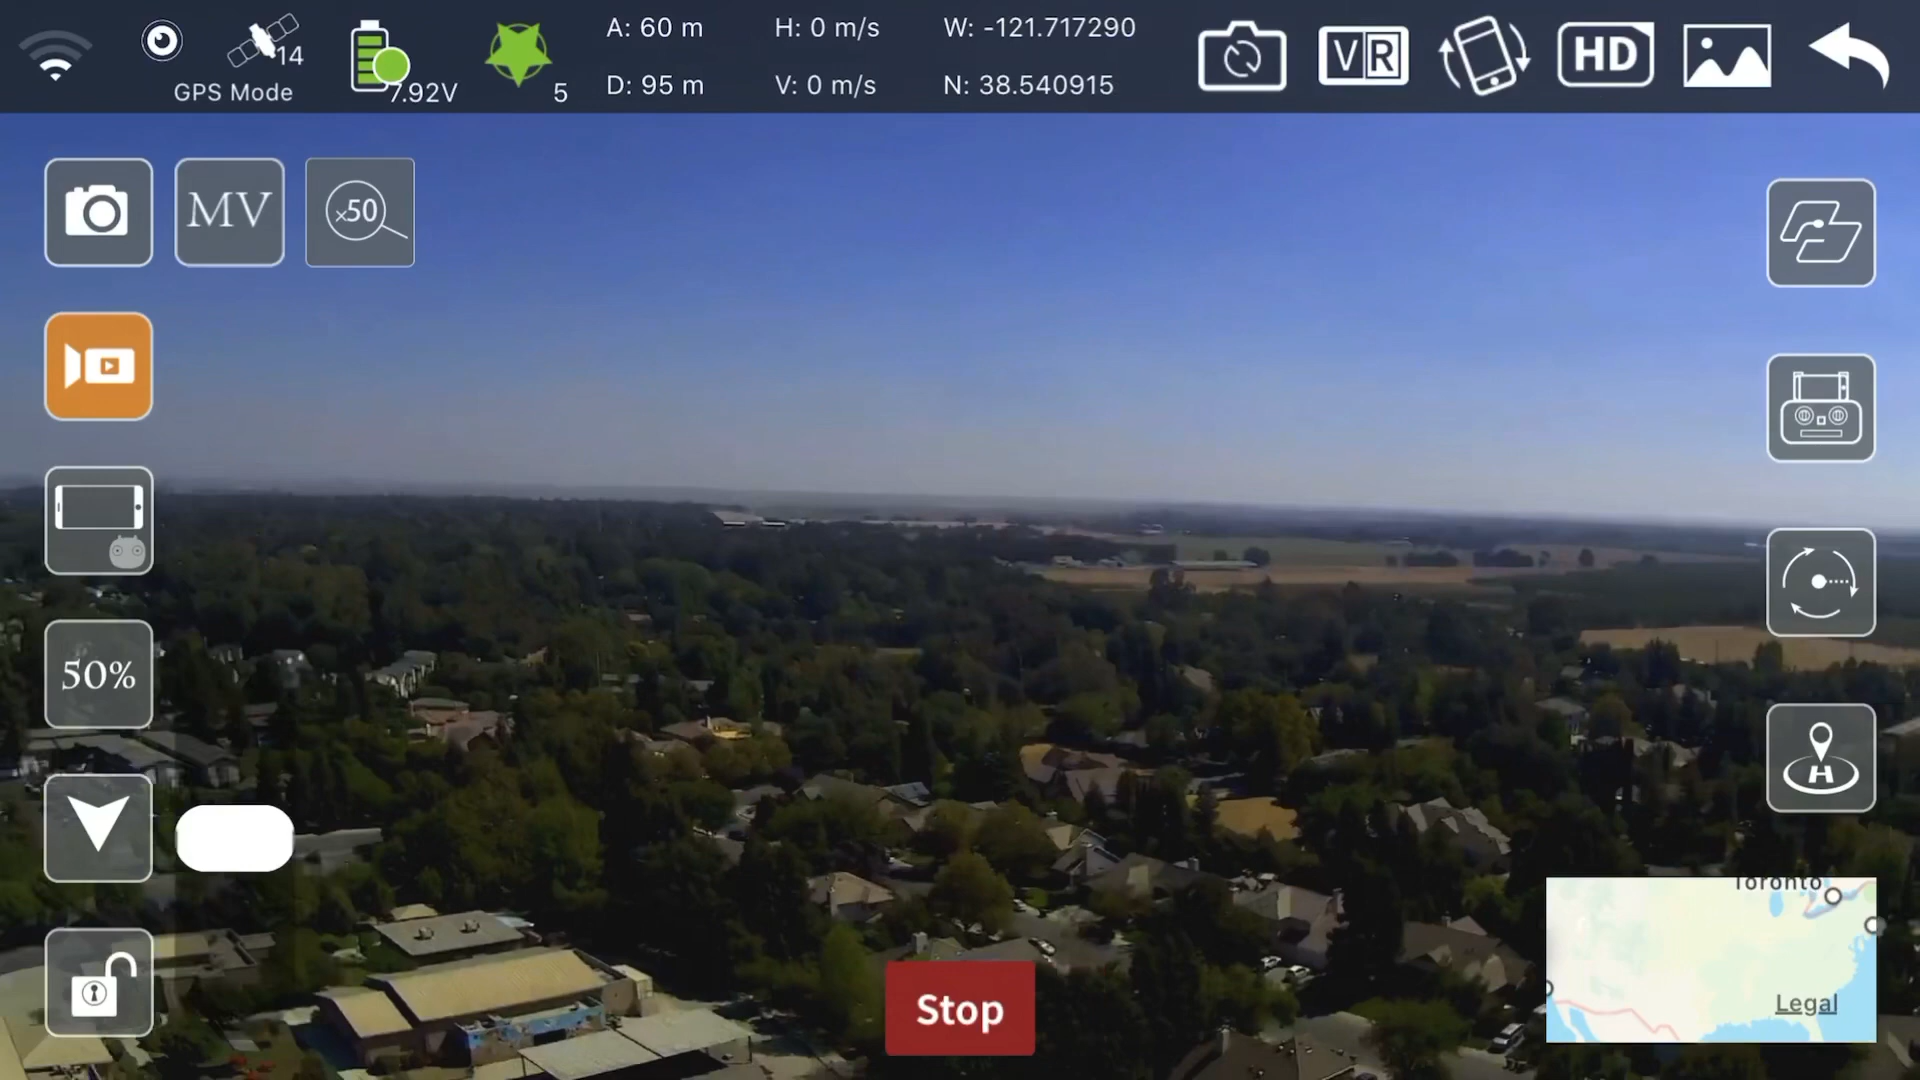 14
GPS Mode
7.92V
5
A: 60 m
H: 0 m/s
W: -121.717290
D: 95 m
V: 0 m/s
N: 38.540915
VR
HD
MV
x50
50%
H
Stop
Toronto
Legal